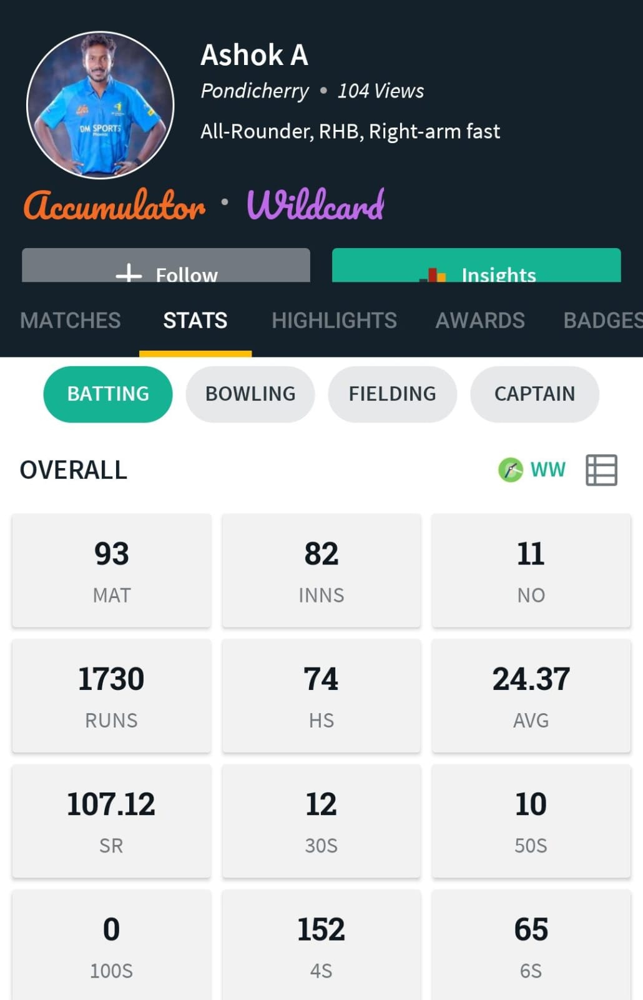 Ashok A
Pondicherry • 104 Views
All-Rounder, RHB, Right-arm fast
DM SPORTS
Phoenix
Accumulator • Wildcard
Follow
Insights
MATCHES STATS HIGHLIGHTS AWARDS BADGES
BATTING BOWLING FIELDING CAPTAIN
OVERALL WW
93 82 11
MAT INNS NO
1730 74 24.37
RUNS HS AVG
107.12 12 10
SR 30S 50S
0 152 65
100S 4S 6S